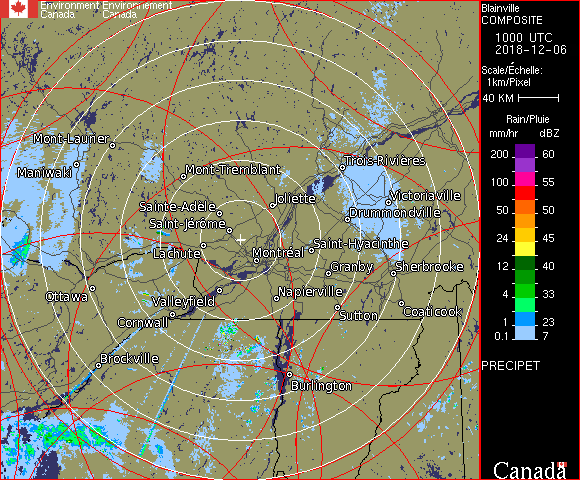 Environment Environnement
Canada Canada
Blainville
COMPOSITE
1000 UTC
2018-12-06
Scale/Échelle:
1km/Pixel
40 KM
Rain/Pluie
mm/hr dBZ
200 60
100 55
50 50
24 45
12 40
4 33
1 23
0.1 7
PRECIPET
Mont-Laurier
Maniwaki
Mont-Tremblant
Trois-Rivières
Sainte-Adèle
Joliette
Victoriaville
Saint-Jérôme
Drummondville
Lachute
Montréal
Saint-Hyacinthe
Granby
Sherbrooke
Ottawa
Valleyfield
Napierville
Cornwall
Sutton
Coaticook
Brockville
Burlington
Canada